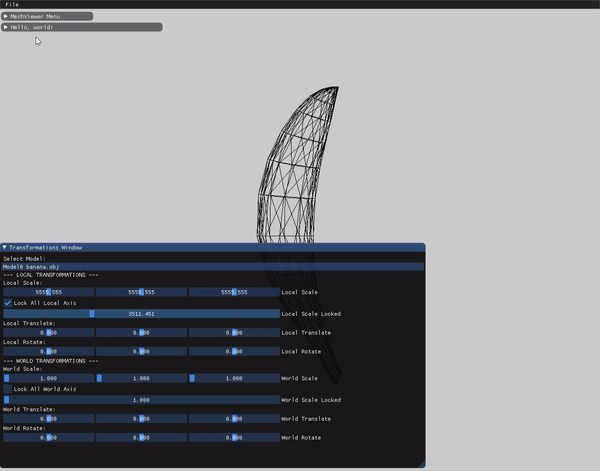 File
MeshViewer Menu
Hello, world!
Transformations Window
Select Model:
Model0 banana.obj
--- LOCAL TRANSFORMATIONS ---
Local Scale:
5555.555 5555.555 5555.555 Local Scale
Lock All Local Axis
3511.451 Local Scale Locked
Local Translate:
0.000 0.000 0.000 Local Translate
Local Rotate:
0.000 0.000 0.000 Local Rotate
--- WORLD TRANSFORMATIONS ---
World Scale:
1.000 1.000 1.000 World Scale
Lock All World Axis
1.000 World Scale Locked
World Translate:
0.000 0.000 0.000 World Translate
World Rotate:
0.000 0.000 0.000 World Rotate